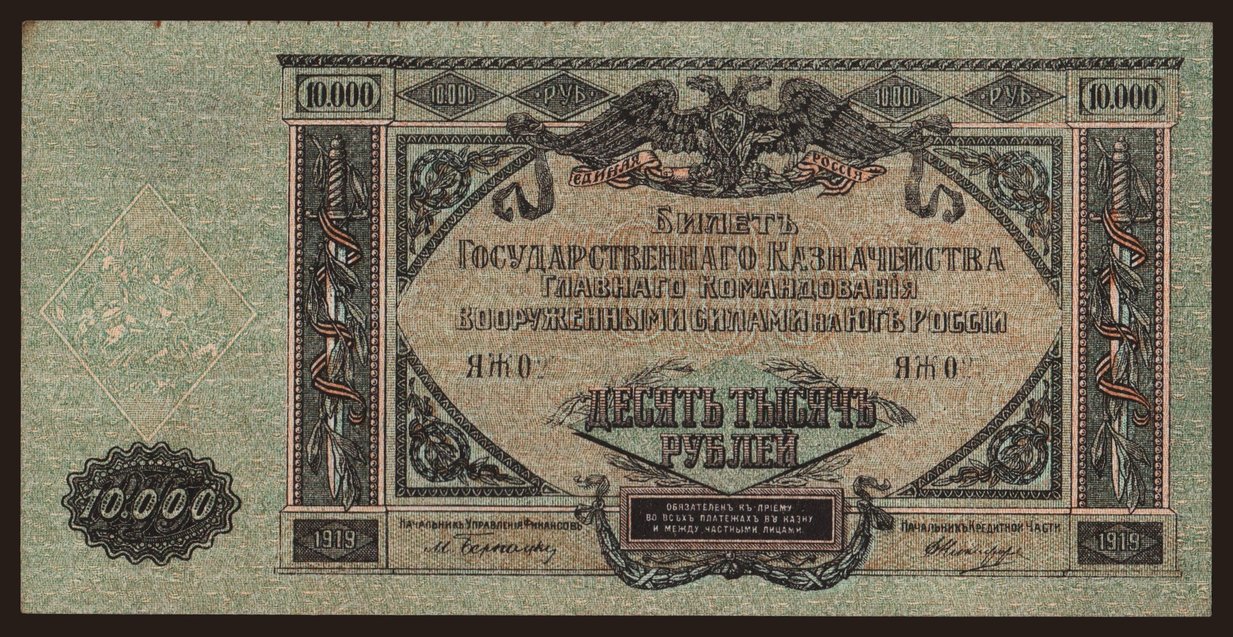 10.000 10.000 РУБ 10.000 РУБ 10.000
ЕДИНАЯ РОССІЯ
БИЛЕТЪ
ГОСУДАРСТВЕННАГО КАЗНАЧЕЙСТВА
ГЛАВНАГО КОМАНДОВАНІЯ
ВООРУЖЕННЫМИ СИЛАМИ НА ЮГѢ РОССІИ
ЯЖ 0 ЯЖ 0
ДЕСЯТЬ ТЫСЯЧЪ
РУБЛЕЙ
10.000
ОБЯЗАТЕЛЕНЪ КЪ ПРІЕМУ
ВО ВСѢХЪ ПЛАТЕЖАХЪ ВЪ КАЗНУ
И МЕЖДУ ЧАСТНЫМИ ЛИЦАМИ.
НАЧАЛЬНИКЪ УПРАВЛЕНІЯ ФИНАНСОВЪ
НАЧАЛЬНИКЪ КРЕДИТНОЙ ЧАСТИ
1919 1919